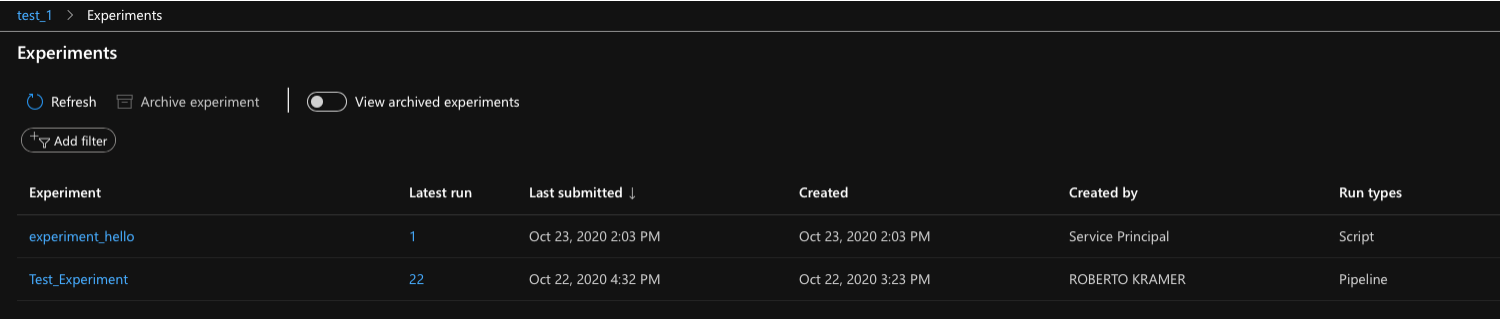 test_1 > Experiments
Experiments
Refresh Archive experiment View archived experiments
Add filter
Experiment Latest run Last submitted ↓ Created Created by Run types
experiment_hello 1 Oct 23, 2020 2:03 PM Oct 23, 2020 2:03 PM Service Principal Script
Test_Experiment 22 Oct 22, 2020 4:32 PM Oct 22, 2020 3:23 PM ROBERTO KRAMER Pipeline